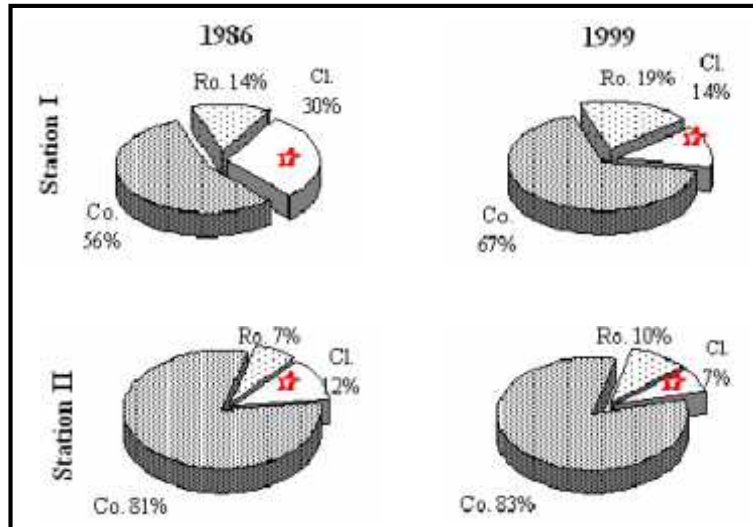 1986
1999
Station I
Ro. 14%
Cl.
30%
Co.
56%
Ro. 19%
Cl.
14%
Co.
67%
Station II
Ro. 7%
Cl.
12%
Co. 81%
Ro. 10%
Cl.
7%
Co. 83%